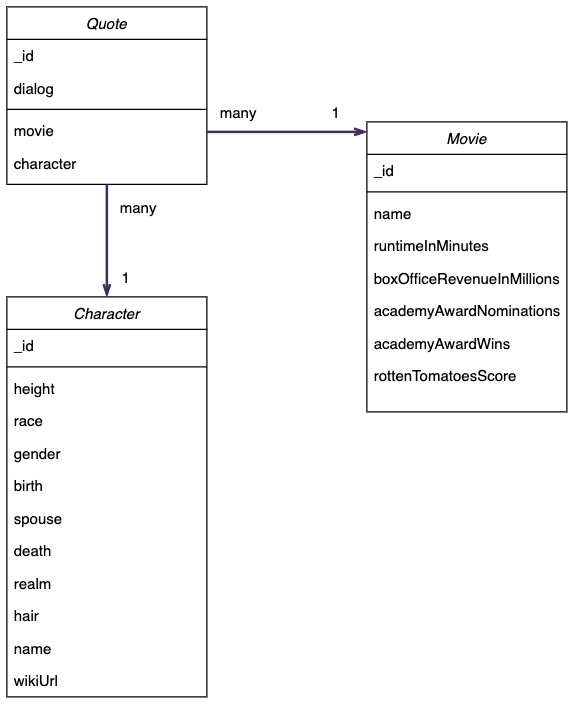 Quote
_id
dialog
movie
character
many
1
Movie
_id
name
runtimeInMinutes
boxOfficeRevenueInMillions
academyAwardNominations
academyAwardWins
rottenTomatoesScore
many
1
Character
_id
height
race
gender
birth
spouse
death
realm
hair
name
wikiUrl